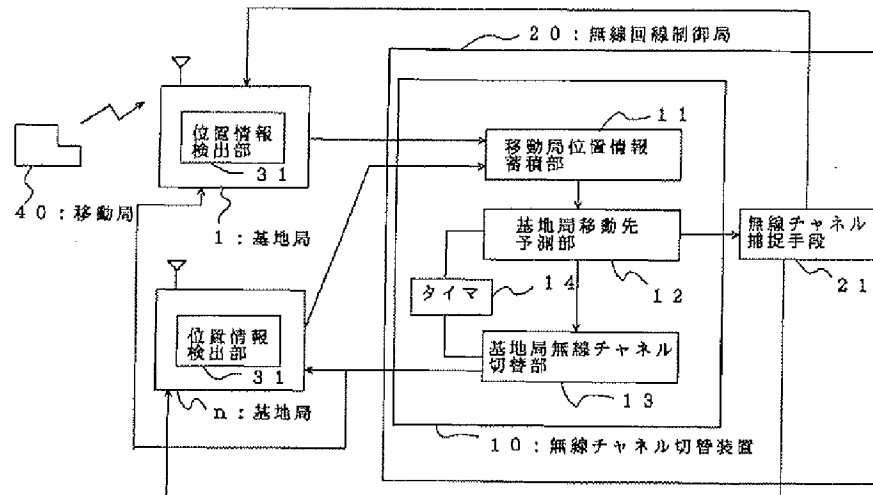 20:無線回線制御局
位置情報
検出部
31
40:移動局
1:基地局
11
移動局位置情報
蓄積部
基地局移動先
予測部
12
無線チャネル
捕捉手段
21
タイマ
14
位置情報
検出部
31
n:基地局
基地局無線チャネル
切替部
13
10:無線チャネル切替装置